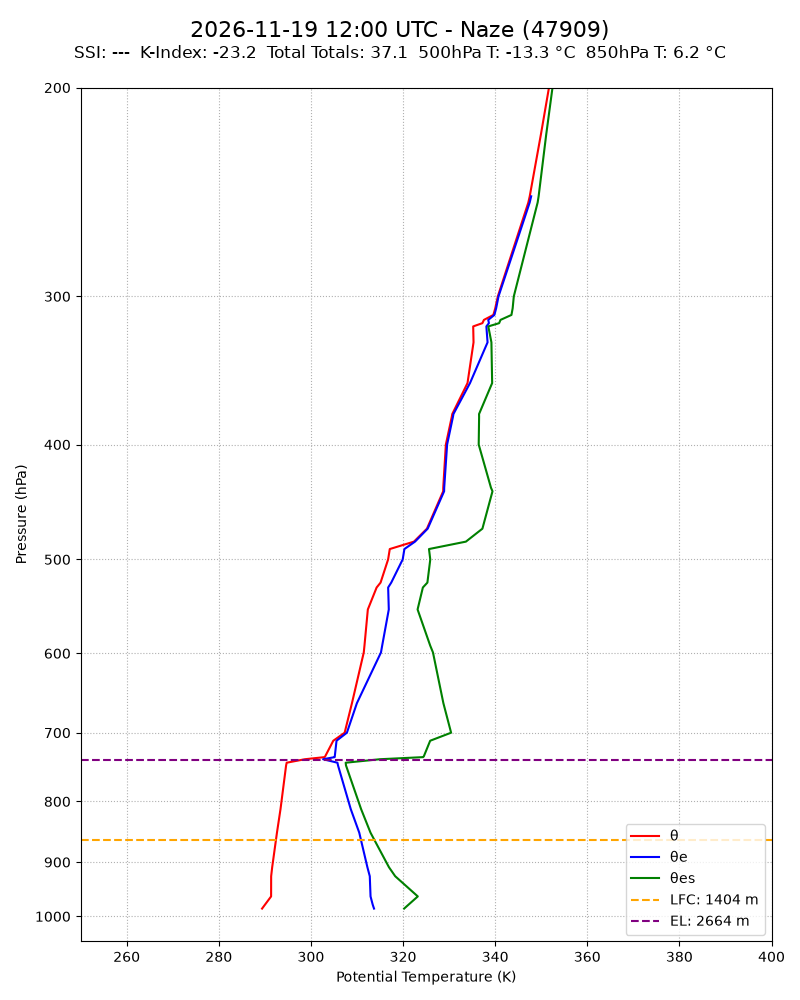 2026-11-19 12:00 UTC - Naze (47909)
SSI: --- K-Index: -23.2 Total Totals: 37.1 500hPa T: -13.3 °C 850hPa T: 6.2 °C
200
300
400
500
600
700
800
900
1000
Pressure (hPa)
260 280 300 320 340 360 380 400
Potential Temperature (K)
θ
θe
θes
LFC: 1404 m
EL: 2664 m